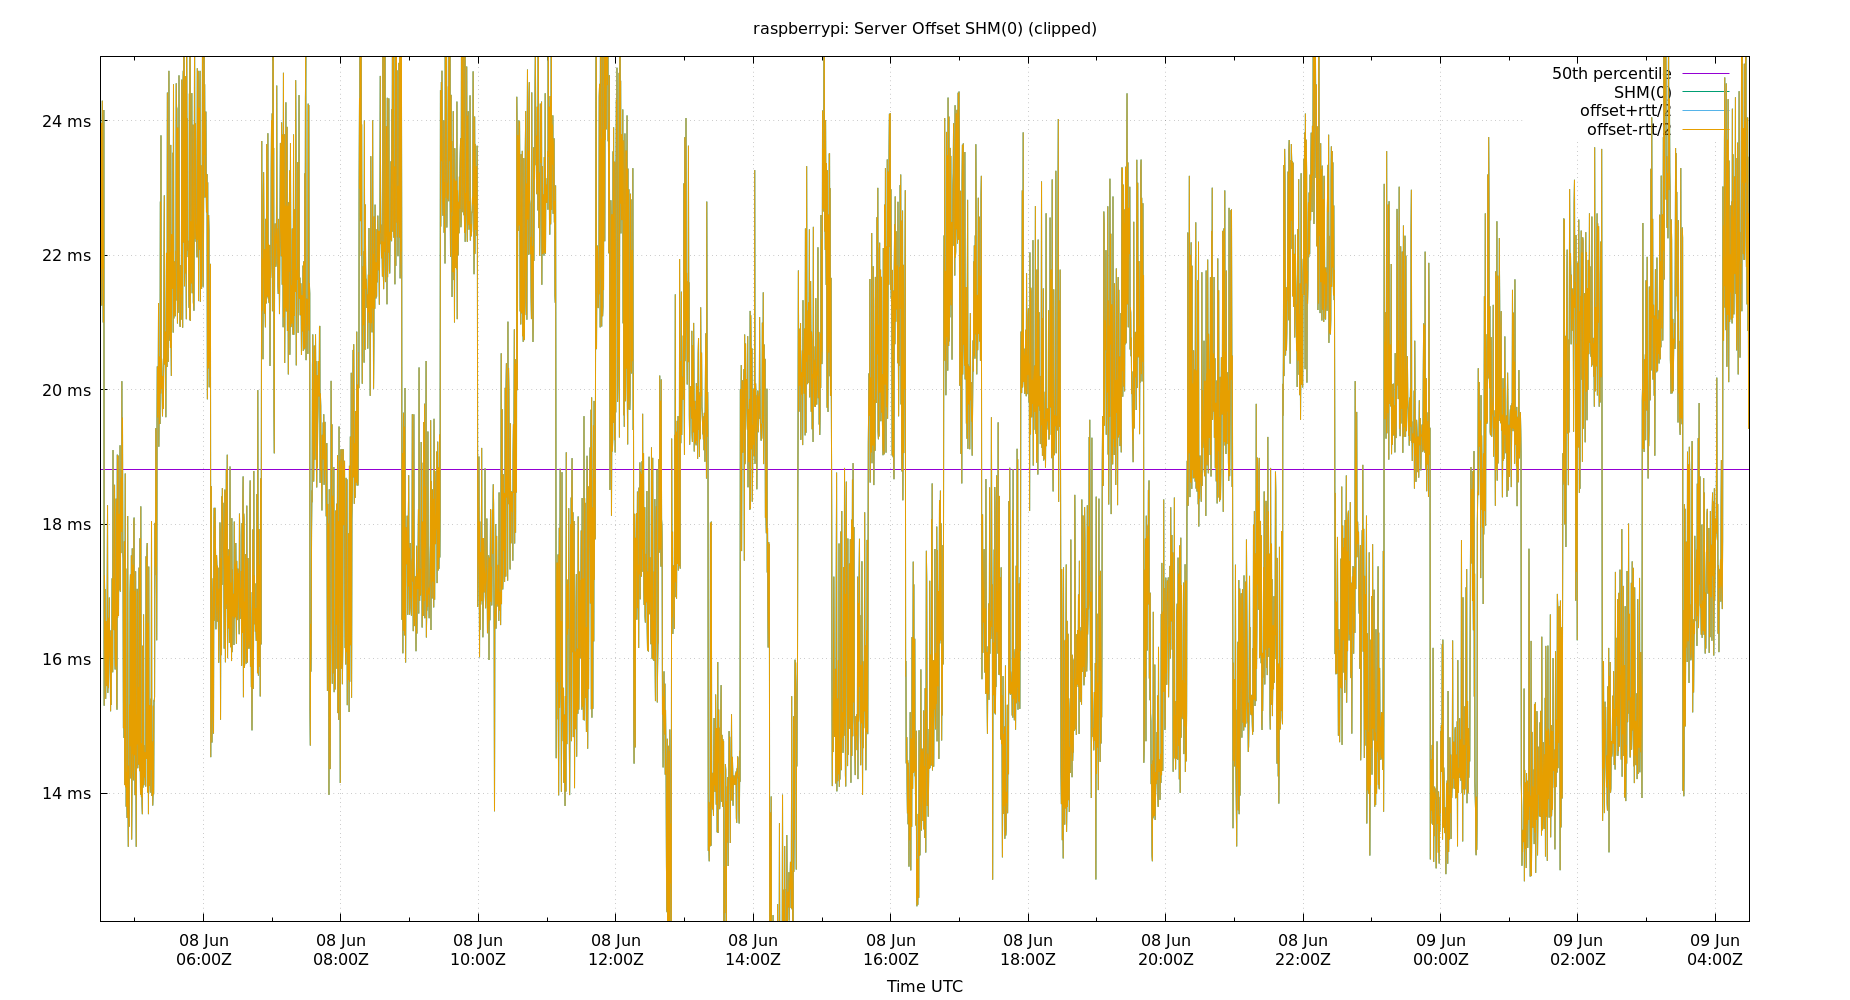 raspberrypi: Server Offset SHM(0) (clipped)
50th percentile
SHM(0)
offset+rtt/2
offset-rtt/2
24 ms
22 ms
20 ms
18 ms
16 ms
14 ms
08 Jun 08 Jun 08 Jun 08 Jun 08 Jun 08 Jun 08 Jun 08 Jun 08 Jun 09 Jun 09 Jun 09 Jun
06:00Z 08:00Z 10:00Z 12:00Z 14:00Z 16:00Z 18:00Z 20:00Z 22:00Z 00:00Z 02:00Z 04:00Z
Time UTC